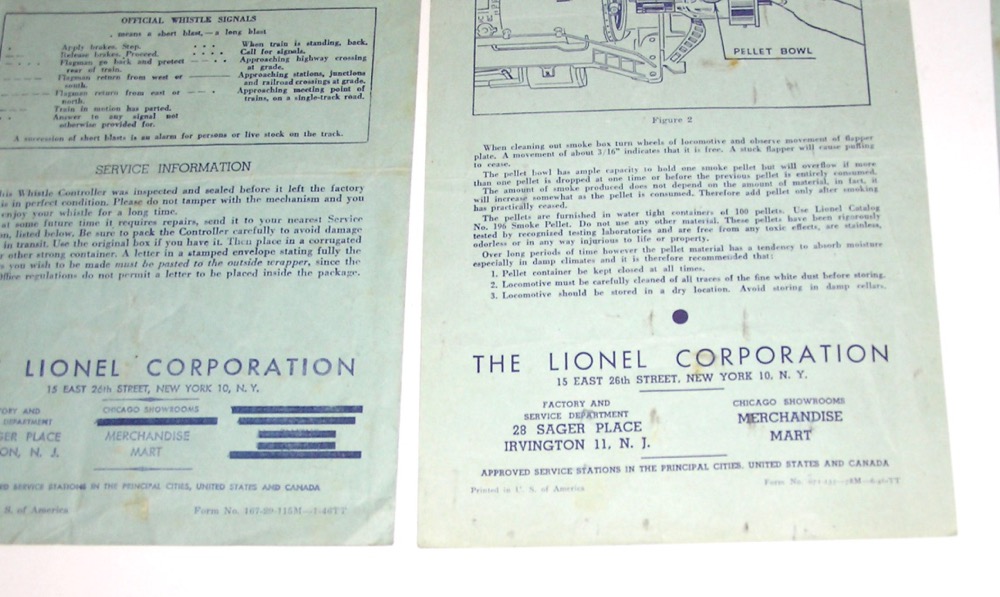 OFFICIAL WHISTLE SIGNALS
. means a short blast, — a long blast
Apply brakes. Stop.
Release brakes. Proceed.
Flagman go back and protect
rear of train.
Flagman return from west or
south.
Flagman return from east or
north.
Train in motion has parted.
Answer to any signal not
otherwise provided for.
When train is standing, back.
Call for signals.
Approaching highway crossing
at grade.
Approaching stations, junctions
and railroad crossings at grade.
Approaching meeting point of
trains, on a single-track road.
A succession of short blasts is an alarm for persons or live stock on the track.
SERVICE INFORMATION
his Whistle Controller was inspected and sealed before it left the factory
is in perfect condition. Please do not tamper with the mechanism and you
enjoy your whistle for a long time.
at some future time it requires repairs, send it to your nearest Service
on, listed below. Be sure to pack the Controller carefully to avoid damage
in transit. Use the original box if you have it. Then place in a corrugated
other strong container. A letter in a stamped envelope stating fully the
s you wish to be made must be pasted to the outside wrapper, since the
office regulations do not permit a letter to be placed inside the package.
LIONEL CORPORATION
15 EAST 26th STREET, NEW YORK 10, N. Y.
TORY AND
DEPARTMENT
GER PLACE
ON, N. J.
CHICAGO SHOWROOMS
MERCHANDISE
MART
ED SERVICE STATIONS IN THE PRINCIPAL CITIES, UNITED STATES AND CANADA
S. of America
Form No. 167-89-115M—1-46TT
PELLET BOWL
Figure 2
When cleaning out smoke box turn wheels of locomotive and observe movement of flapper
plate. A movement of about 3/16" indicates that it is free. A stuck flapper will cause puffing
to cease.
The pellet bowl has ample capacity to hold one smoke pellet but will overflow if more
than one pellet is dropped at one time or before the previous pellet is entirely consumed.
The amount of smoke produced does not depend on the amount of material, in fact, it
will increase somewhat as the pellet is consumed. Therefore add pellet only after smoking
has practically ceased.
The pellets are furnished in water tight containers of 100 pellets. Use Lionel Catalog
No. 196 Smoke Pellet. Do not use any other material. These pellets have been rigorously
tested by recognized testing laboratories and are free from any toxic effects, are stainless,
odorless or in any way injurious to life or property.
Over long periods of time however the pellet material has a tendency to absorb moisture
especially in damp climates and it is therefore recommended that:
1. Pellet container be kept closed at all times.
2. Locomotive must be carefully cleaned of all traces of the fine white dust before storing.
3. Locomotive should be stored in a dry location. Avoid storing in damp cellars.
THE LIONEL CORPORATION
15 EAST 26th STREET, NEW YORK 10, N. Y.
FACTORY AND
SERVICE DEPARTMENT
28 SAGER PLACE
IRVINGTON 11, N. J.
CHICAGO SHOWROOMS
MERCHANDISE
MART
APPROVED SERVICE STATIONS IN THE PRINCIPAL CITIES, UNITED STATES AND CANADA
Printed in U. S. of America
Form No.